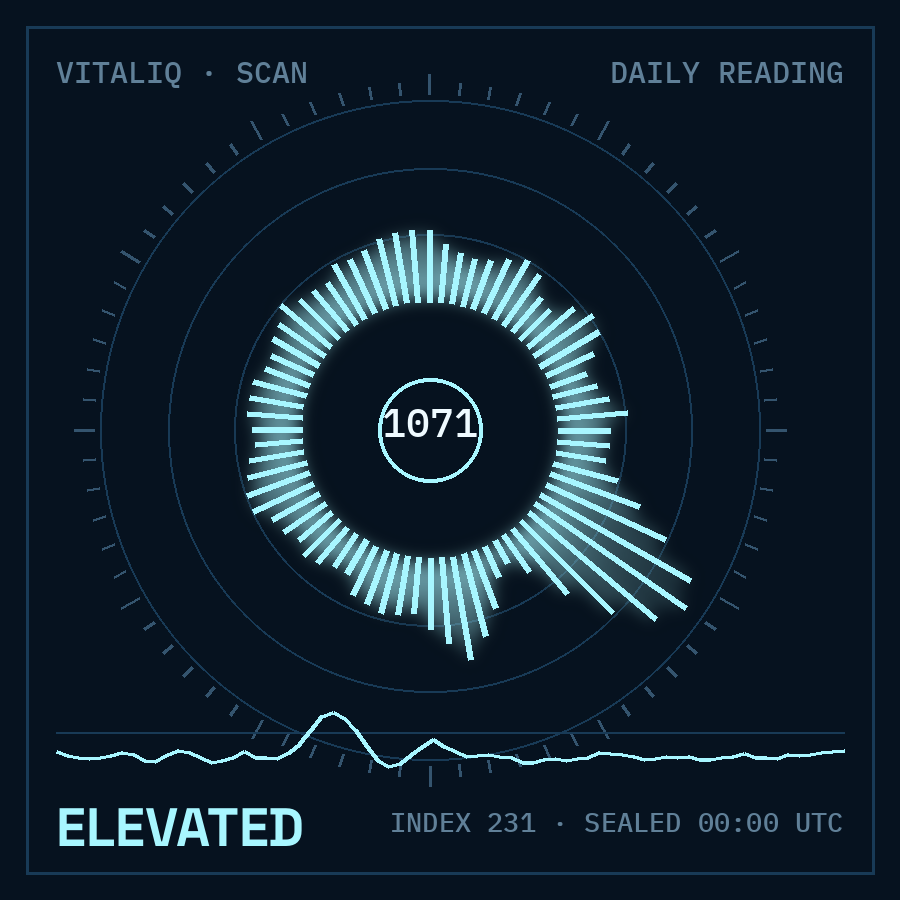 VITALIQ · SCAN
DAILY READING
1071
ELEVATED
INDEX 231 · SEALED 00:00 UTC